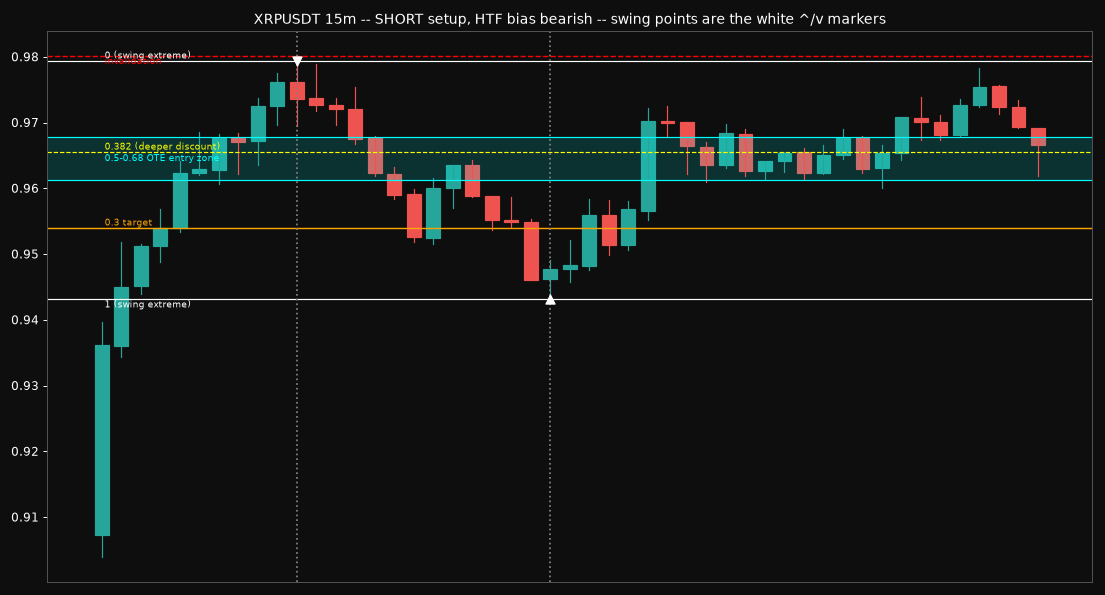 XRPUSDT 15m -- SHORT setup, HTF bias bearish -- swing points are the white ^/v markers
0.98
0 (swing extreme)
0.97
0.382 (deeper discount)
0.5-0.68 OTE entry zone
0.96
0.3 target
0.95
1 (swing extreme)
0.94
0.93
0.92
0.91